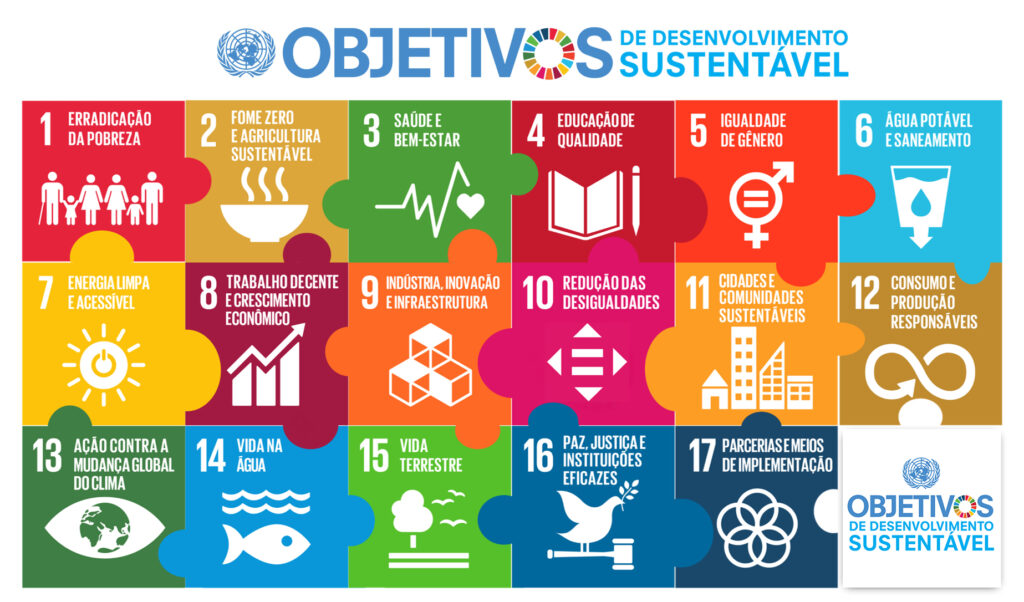 OBJETIVOS
DE DESENVOLVIMENTO
SUSTENTÁVEL
1 ERRADICAÇÃO
DA POBREZA
2 FOME ZERO
E AGRICULTURA
SUSTENTÁVEL
3 SAÚDE E
BEM-ESTAR
4 EDUCAÇÃO DE
QUALIDADE
5 IGUALDADE
DE GÊNERO
6 ÁGUA POTÁVEL
E SANEAMENTO
7 ENERGIA LIMPA
E ACESSÍVEL
8 TRABALHO DECENTE
E CRESCIMENTO
ECONÔMICO
9 INDÚSTRIA, INOVAÇÃO
E INFRAESTRUTURA
10 REDUÇÃO DAS
DESIGUALDADES
11 CIDADES E
COMUNIDADES
SUSTENTÁVEIS
12 CONSUMO E
PRODUÇÃO
RESPONSÁVEIS
13 AÇÃO CONTRA A
MUDANÇA GLOBAL
DO CLIMA
14 VIDA NA
ÁGUA
15 VIDA
TERRESTRE
16 PAZ, JUSTIÇA E
INSTITUIÇÕES
EFICAZES
17 PARCERIAS E MEIOS
DE IMPLEMENTAÇÃO
OBJETIVOS
DE DESENVOLVIMENTO
SUSTENTÁVEL